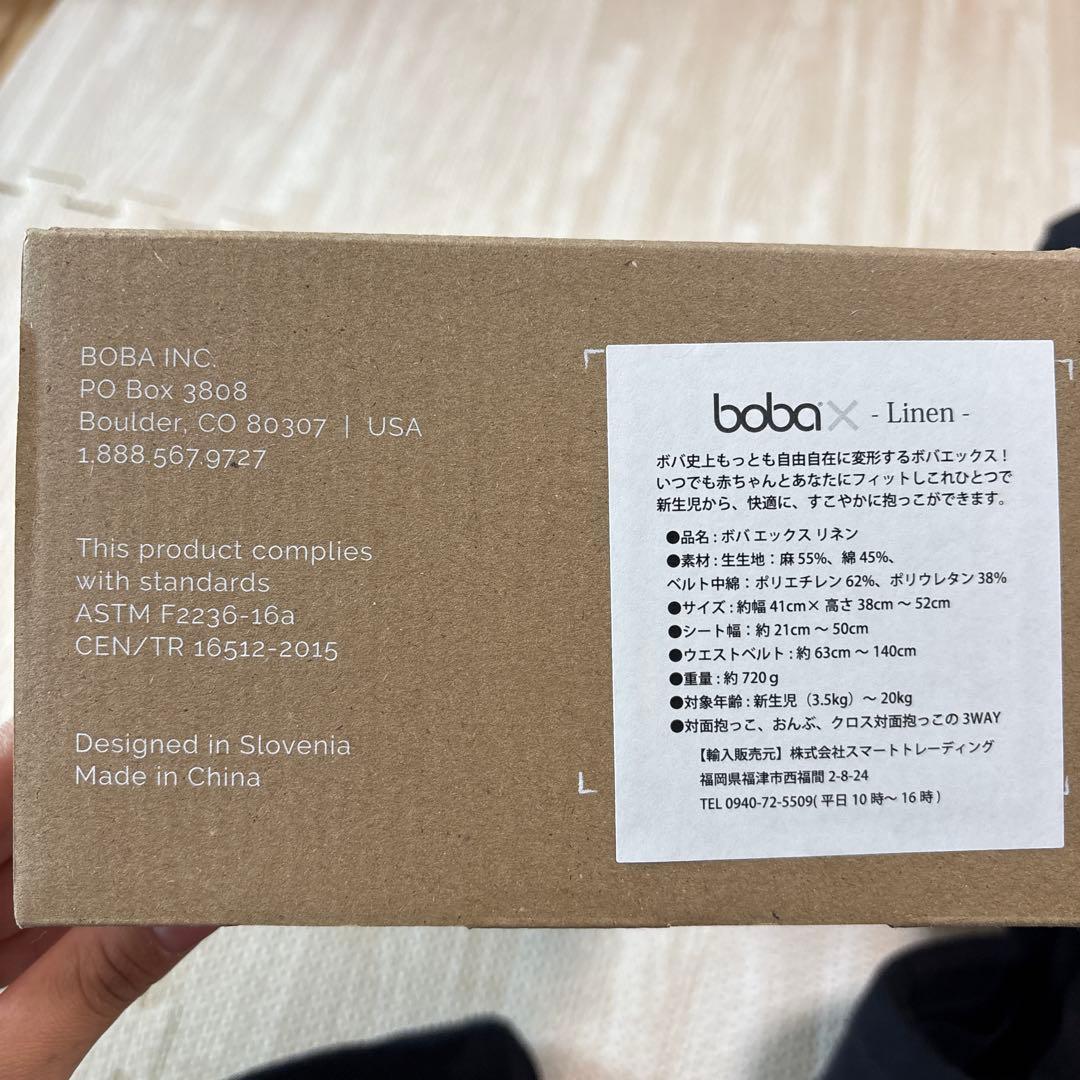 BOBA INC.
PO Box 3808
Boulder, CO 80307 | USA
1.888.567.9727
This product complies
with standards
ASTM F2236-16a
CEN/TR 16512-2015
Designed in Slovenia
Made in China
boba® X - Linen -
ボバ史上もっとも自由自在に変形するボバエックス！
いつでも赤ちゃんとあなたにフィットしこれひとつで
新生児から、快適に、すこやかに抱っこができます。
●品名 : ボバ エックス リネン
●素材 : 生生地：麻 55%、綿 45%、
ベルト中綿：ポリエチレン 62%、ポリウレタン 38%
●サイズ : 約幅 41cm× 高さ 38cm 〜 52cm
●シート幅：約 21cm 〜 50cm
●ウエストベルト : 約 63cm 〜 140cm
●重量 : 約 720ｇ
●対象年齢 : 新生児（3.5kg）〜 20kg
●対面抱っこ、おんぶ、クロス対面抱っこの 3WAY
【輸入販売元】株式会社スマートトレーディング
福岡県福津市西福間 2-8-24
TEL 0940-72-5509( 平日 10 時〜 16 時 )